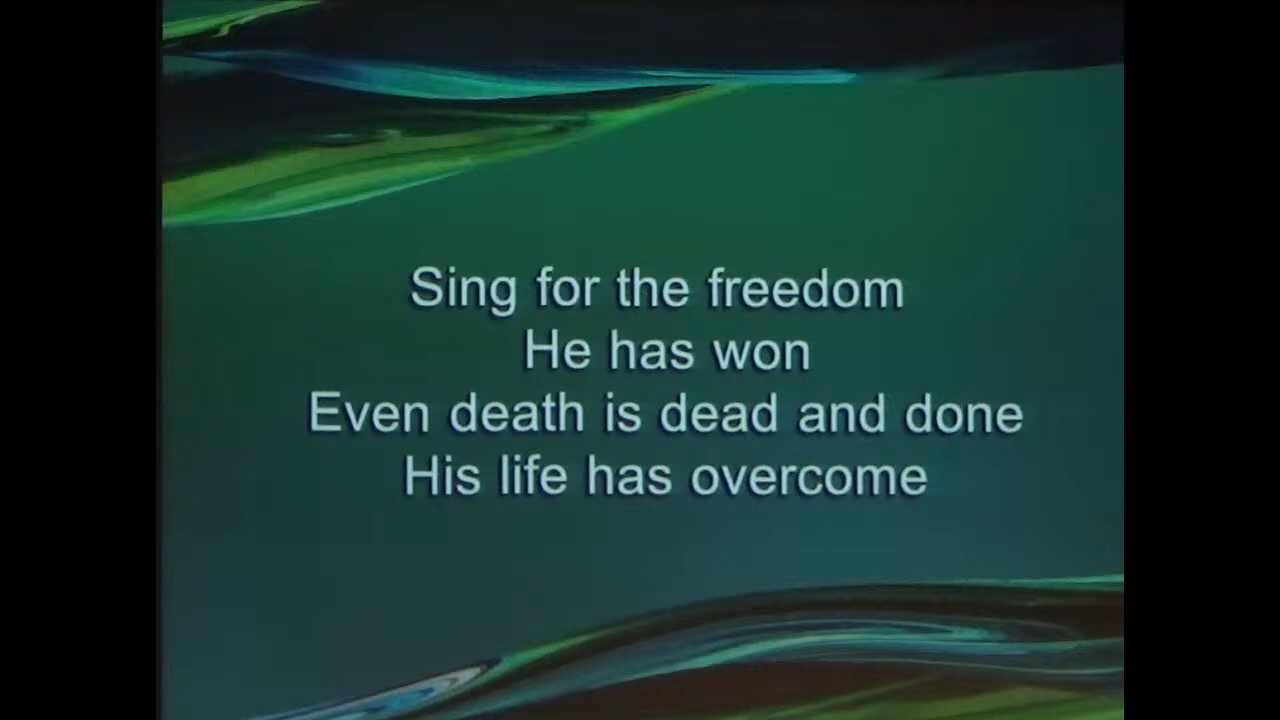 Sing for the freedom
He has won
Even death is dead and done
His life has overcome